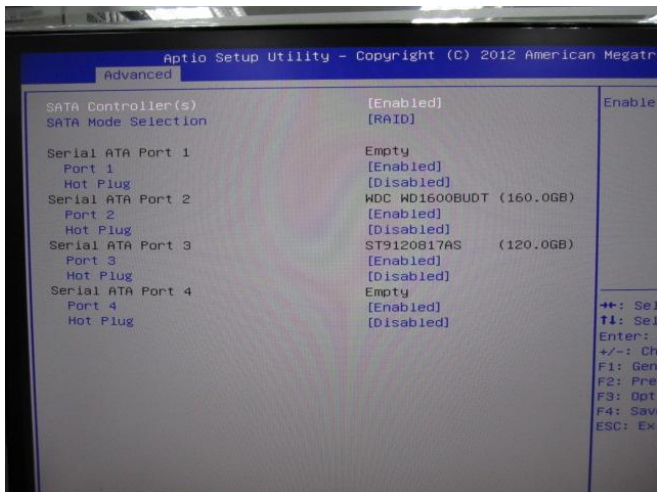 Aptio Setup Utility – Copyright (C) 2012 American Megatr
Advanced
SATA Controller(s) [Enabled] Enable
SATA Mode Selection [RAID]
Serial ATA Port 1 Empty
Port 1 [Enabled]
Hot Plug [Disabled]
Serial ATA Port 2 WDC WD1600BUDT (160.0GB)
Port 2 [Enabled]
Hot Plug [Disabled]
Serial ATA Port 3 ST9120817AS (120.0GB)
Port 3 [Enabled]
Hot Plug [Disabled]
Serial ATA Port 4 Empty
Port 4 [Enabled] →←: Sel
Hot Plug [Disabled] ↑↓: Sel
Enter:
+/-: Ch
F1: Gen
F2: Pre
F3: Opt
F4: Sav
ESC: Ex